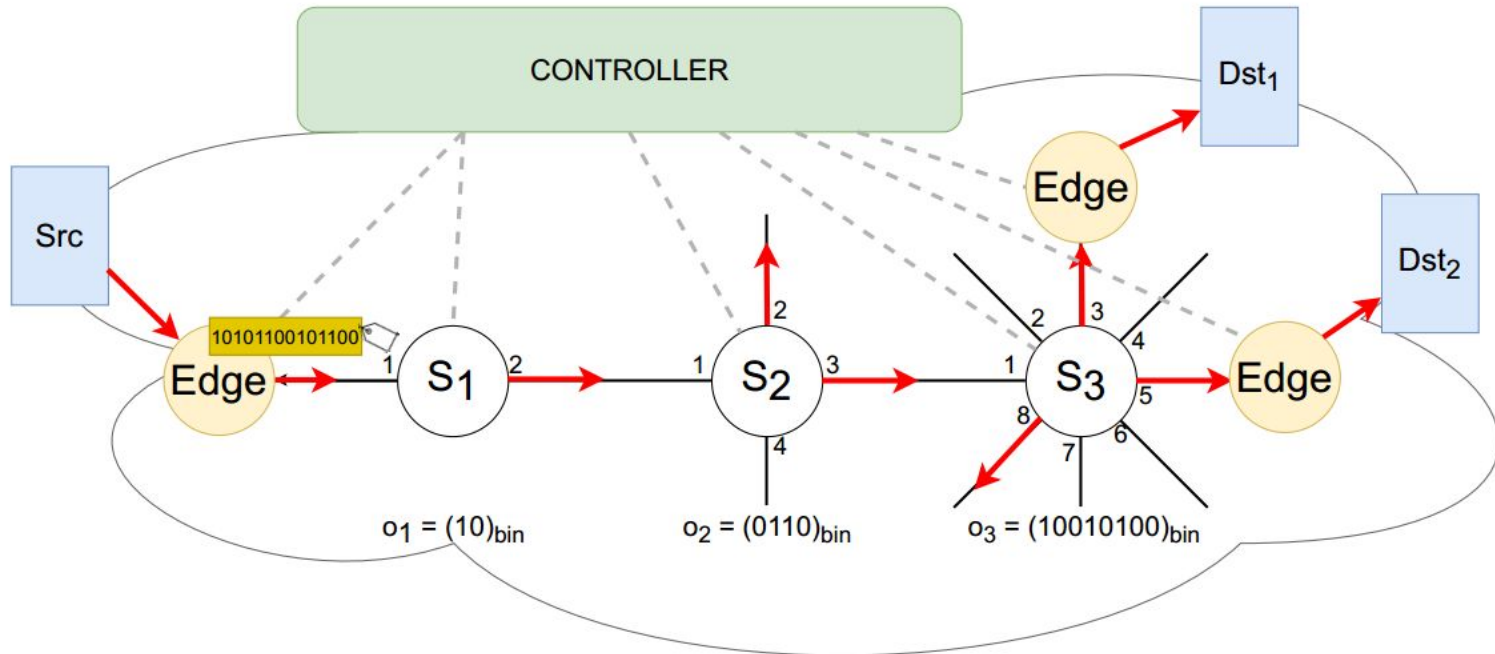 CONTROLLER
Dst1
Src
Edge
Dst2
10101100101100
Edge
1
S1
2
1
S2
2
3
4
1
S3
2
3
4
5
6
7
8
Edge
o1 = (10)bin
o2 = (0110)bin
o3 = (10010100)bin